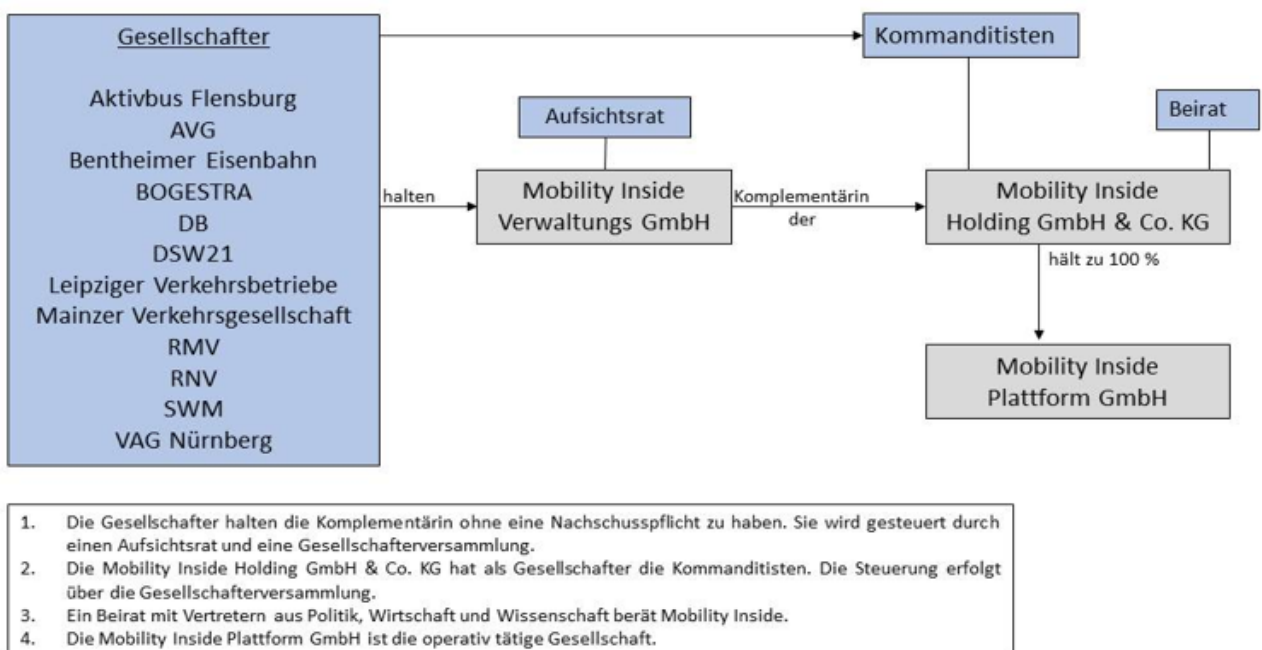 Gesellschafter
Aktivbus Flensburg
AVG
Bentheimer Eisenbahn
BOGESTRA
DB
DSW21
Leipziger Verkehrsbetriebe
Mainzer Verkehrsgesellschaft
RMV
RNV
SWM
VAG Nürnberg
halten
Aufsichtsrat
Mobility Inside
Verwaltungs GmbH
Komplementärin
der
Kommanditisten
Beirat
Mobility Inside
Holding GmbH & Co. KG
hält zu 100 %
Mobility Inside
Plattform GmbH
1. Die Gesellschafter halten die Komplementärin ohne eine Nachschusspflicht zu haben. Sie wird gesteuert durch
einen Aufsichtsrat und eine Gesellschafterversammlung.
2. Die Mobility Inside Holding GmbH & Co. KG hat als Gesellschafter die Kommanditisten. Die Steuerung erfolgt
über die Gesellschafterversammlung.
3. Ein Beirat mit Vertretern aus Politik, Wirtschaft und Wissenschaft berät Mobility Inside.
4. Die Mobility Inside Plattform GmbH ist die operativ tätige Gesellschaft.